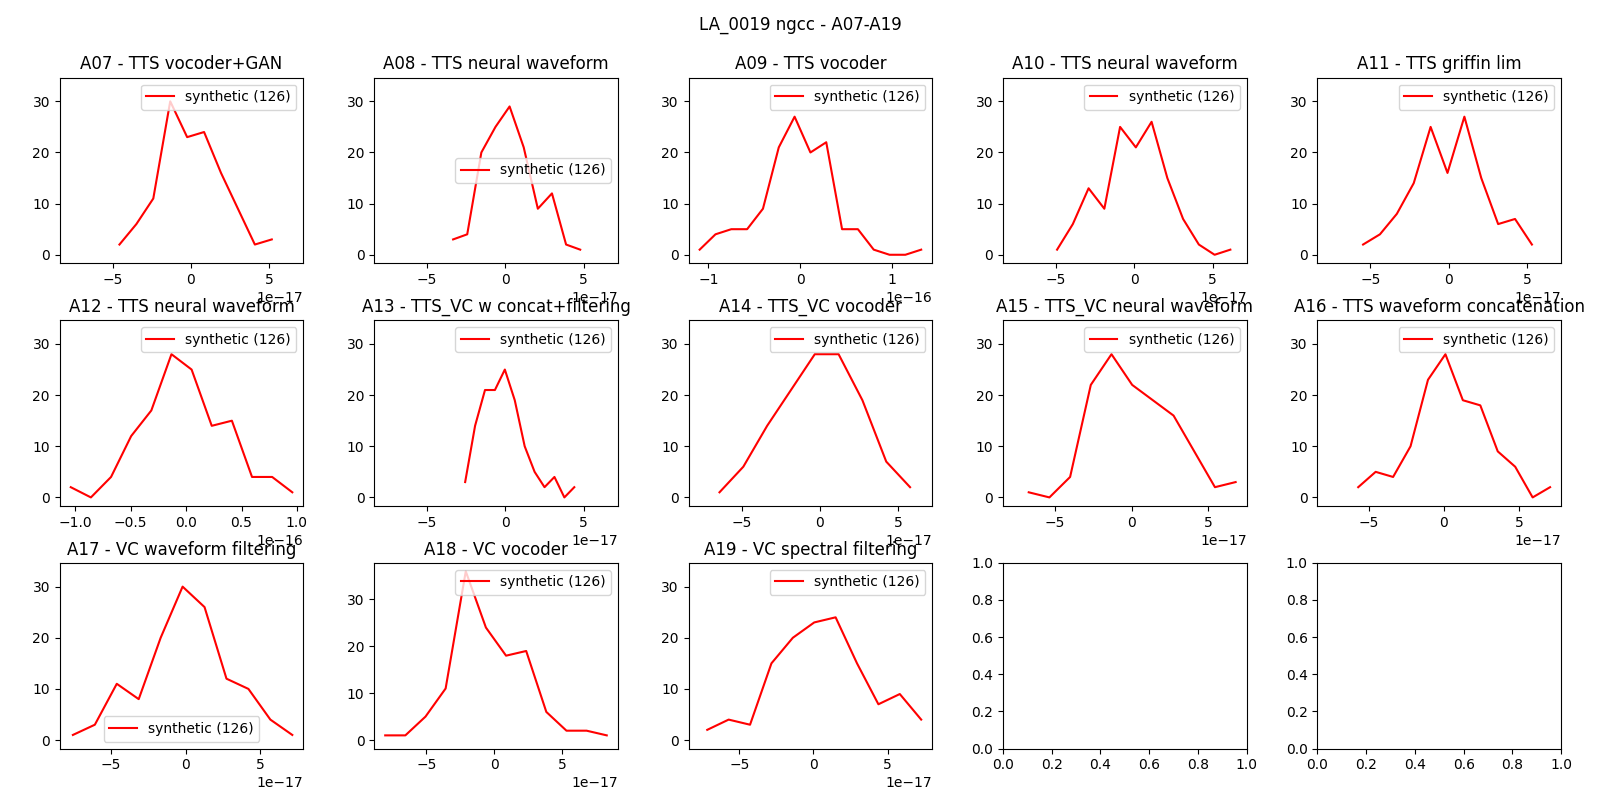 LA_0019 ngcc - A07-A19
A07 - TTS vocoder+GAN
synthetic (126)
30
20
10
0
−5
0
5
1e−17
A08 - TTS neural waveform
synthetic (126)
30
20
10
0
−5
0
5
1e−17
A09 - TTS vocoder
synthetic (126)
30
20
10
0
−1
0
1
1e−16
A10 - TTS neural waveform
synthetic (126)
30
20
10
0
−5
0
5
1e−17
A11 - TTS griffin lim
synthetic (126)
30
20
10
0
−5
0
5
1e−17
A12 - TTS neural waveform
synthetic (126)
30
20
10
0
−1.0
−0.5
0.0
0.5
1.0
1e−16
A13 - TTS_VC w concat+filtering
synthetic (126)
30
20
10
0
−5
0
5
1e−17
A14 - TTS_VC vocoder
synthetic (126)
30
20
10
0
−5
0
5
1e−17
A15 - TTS_VC neural waveform
synthetic (126)
30
20
10
0
−5
0
5
1e−17
A16 - TTS waveform concatenation
synthetic (126)
30
20
10
0
−5
0
5
1e−17
A17 - VC waveform filtering
synthetic (126)
30
20
10
0
−5
0
5
1e−17
A18 - VC vocoder
synthetic (126)
30
20
10
0
−5
0
5
1e−17
A19 - VC spectral filtering
synthetic (126)
30
20
10
0
−5
0
5
1e−17
1.0
0.8
0.6
0.4
0.2
0.0
0.0
0.2
0.4
0.6
0.8
1.0
1.0
0.8
0.6
0.4
0.2
0.0
0.0
0.2
0.4
0.6
0.8
1.0